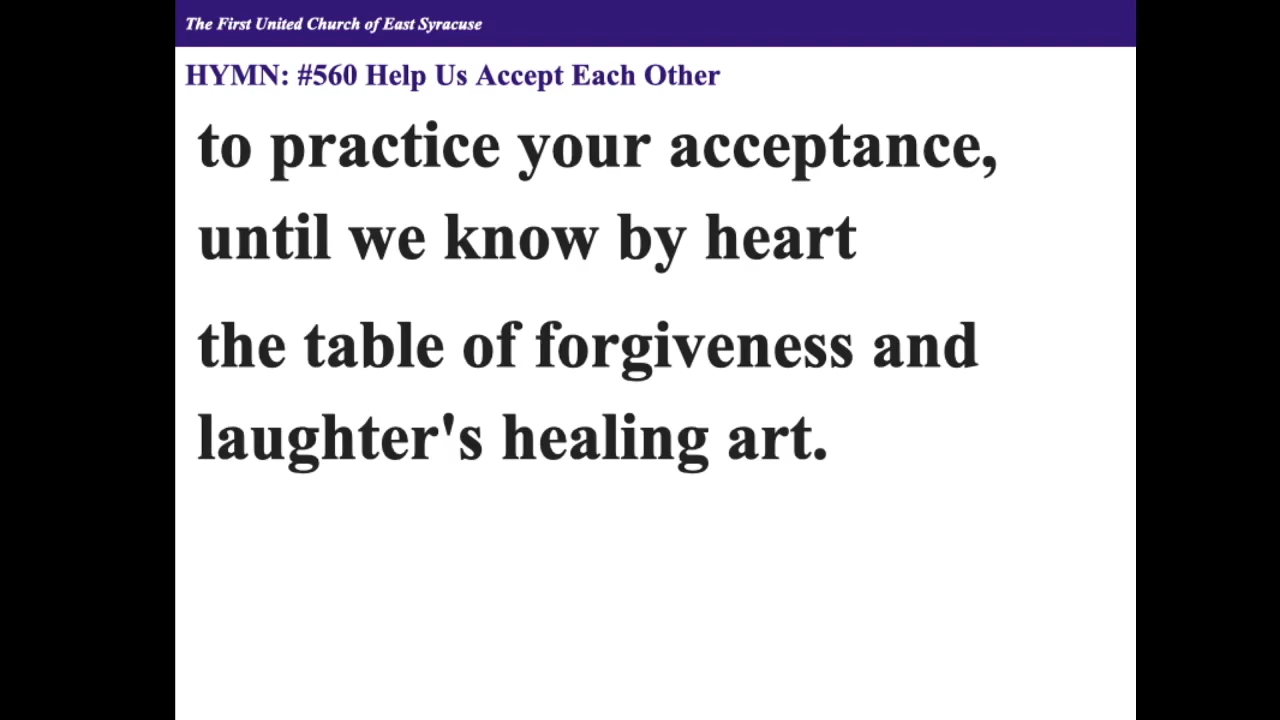 The First United Church of East Syracuse
HYMN: #560 Help Us Accept Each Other
to practice your acceptance,
until we know by heart
the table of forgiveness and
laughter's healing art.